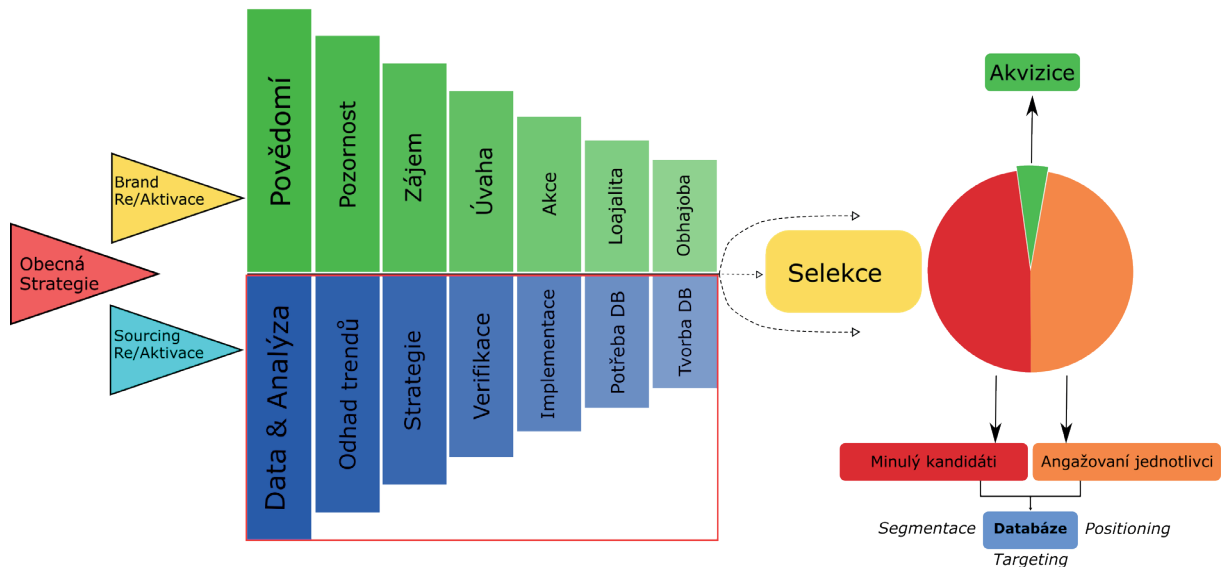 Obecná
Strategie
Brand
Re/Aktivace
Sourcing
Re/Aktivace
Povědomí
Pozornost
Zájem
Úvaha
Akce
Loajalita
Obhajoba
Data & Analýza
Odhad trendů
Strategie
Verifikace
Implementace
Potřeba DB
Tvorba DB
Selekce
Akvizice
Minulý kandidáti
Angažovaní jednotlivci
Segmentace
Databáze
Positioning
Targeting